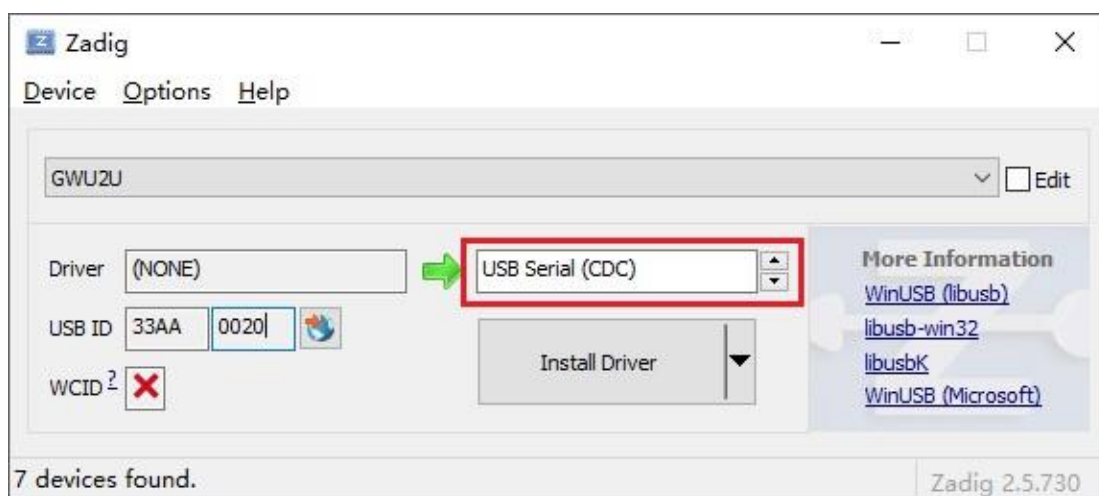 Zadig
Device Options Help
GWU2U
Edit
Driver (NONE) USB Serial (CDC)
USB ID 33AA 0020
WCID ?
Install Driver
More Information
WinUSB (libusb)
libusb-win32
libusbK
WinUSB (Microsoft)
7 devices found.
Zadig 2.5.730